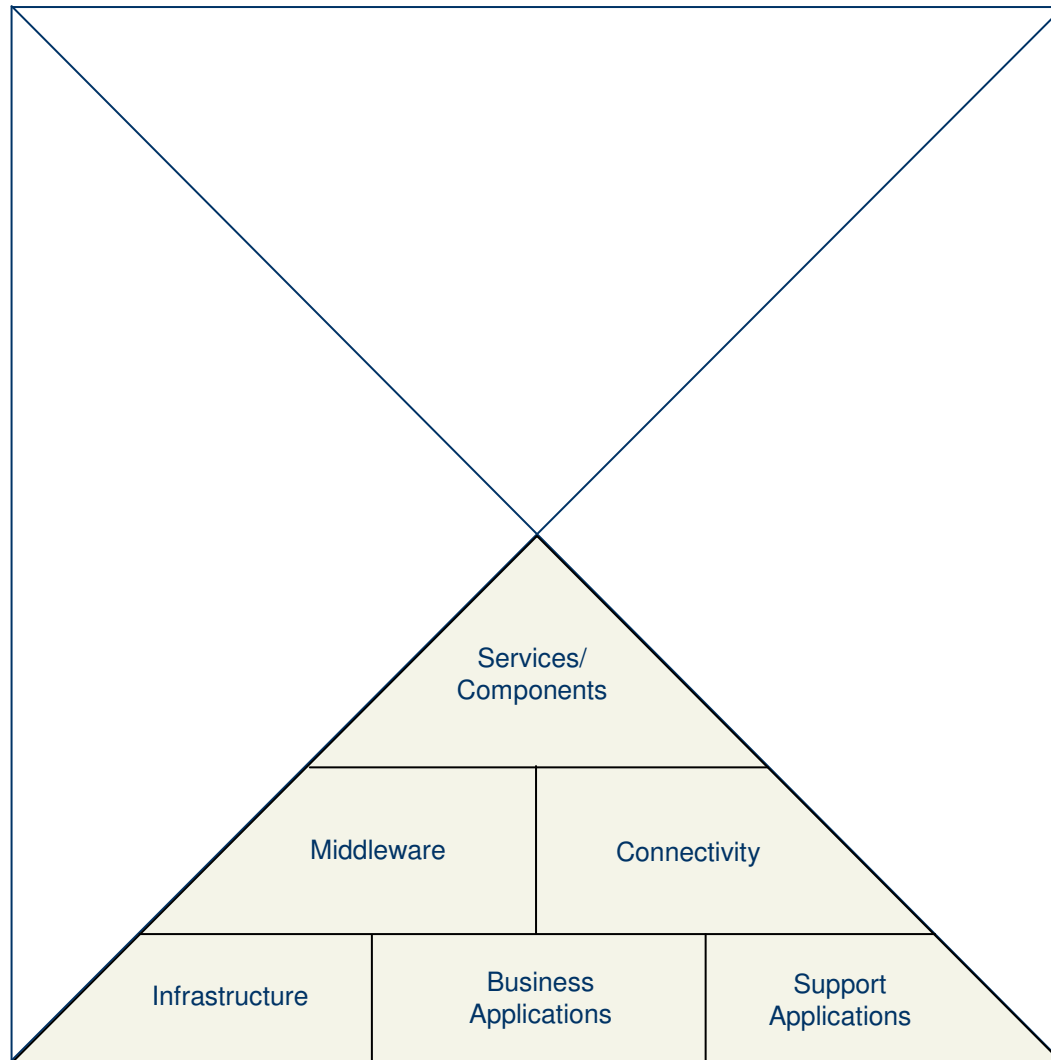 Services/
Components
Middleware
Connectivity
Infrastructure
Business
Applications
Support
Applications